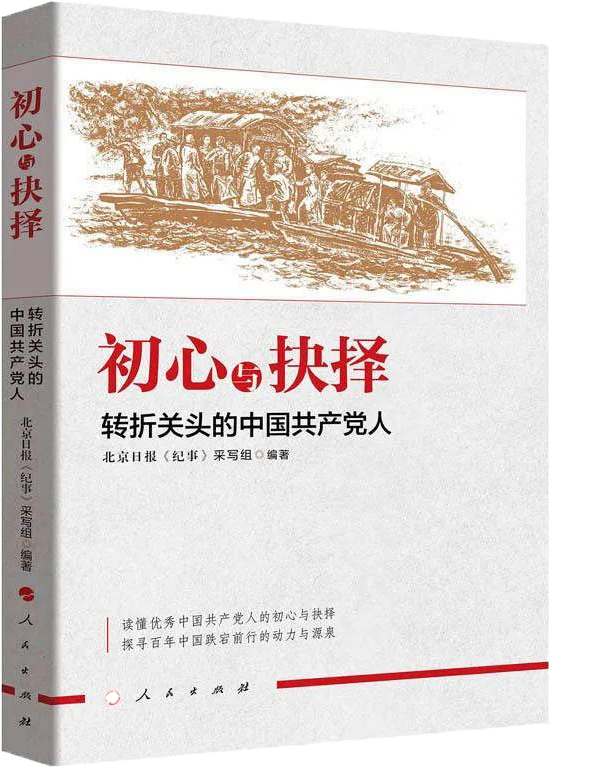 初心与抉择
转折关头的
中国共产党人
北京日报《纪事》采写组 编著
人民出版社
初心与抉择
转折关头的中国共产党人
北京日报《纪事》采写组 编著
读懂优秀中国共产党人的初心与抉择
探寻百年中国跌宕前行的动力与源泉
人民出版社